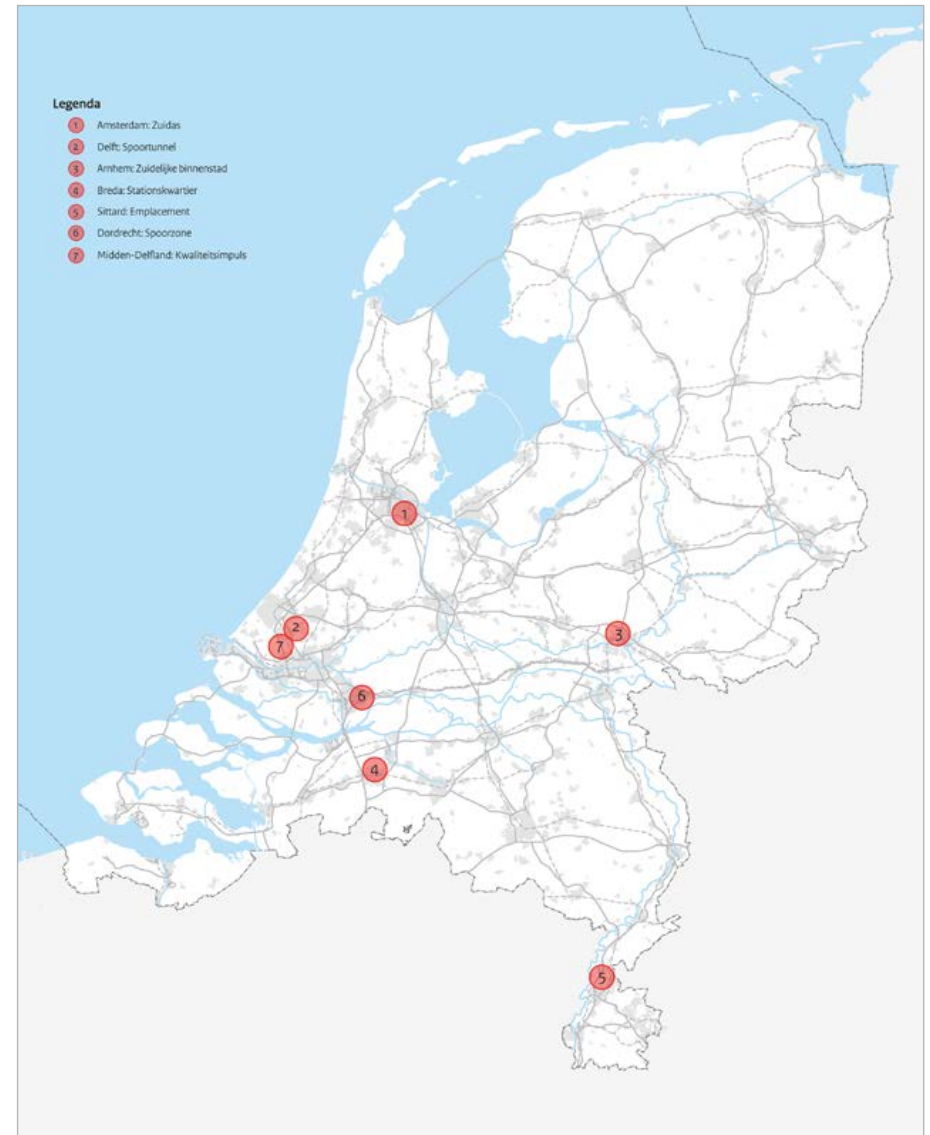 Legenda
1 Amsterdam: Zuidas
2 Delft: Spoortunnel
3 Arnhem: Zuidelijke binnenstad
4 Breda: Stationskwartier
5 Sittard: Emplacement
6 Dordrecht: Spoorzone
7 Midden-Delfland: Kwaliteitsimpuls
1
2
3
7
6
4
5